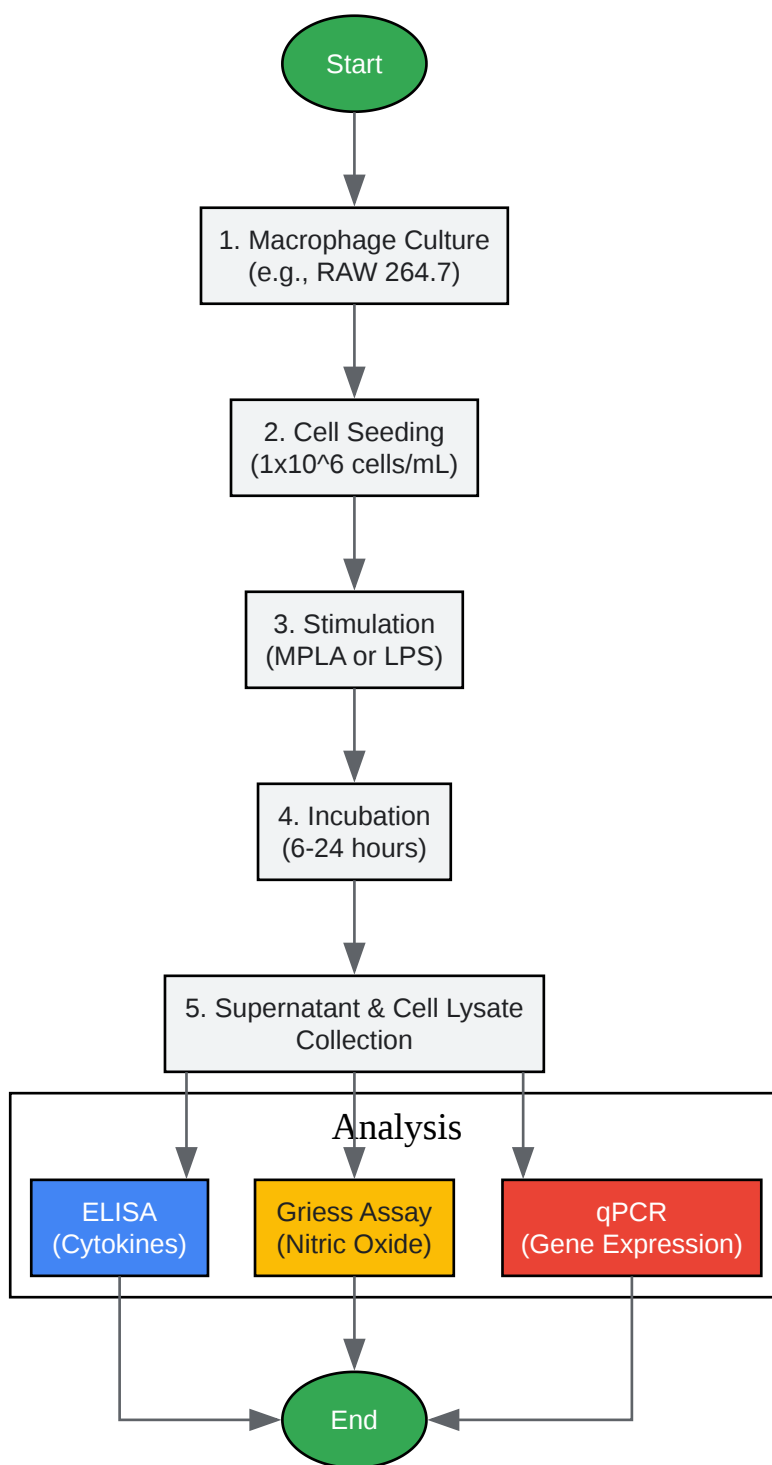 Start
1. Macrophage Culture
(e.g., RAW 264.7)
2. Cell Seeding
(1x10^6 cells/mL)
3. Stimulation
(MPLA or LPS)
4. Incubation
(6-24 hours)
5. Supernatant & Cell Lysate
Collection
Analysis
ELISA
(Cytokines)
Griess Assay
(Nitric Oxide)
qPCR
(Gene Expression)
End